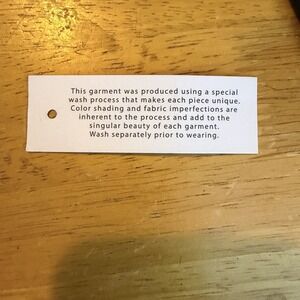 This garment was produced using a special
wash process that makes each piece unique.
Color shading and fabric imperfections are
inherent to the process and add to the
singular beauty of each garment.
Wash separately prior to wearing.